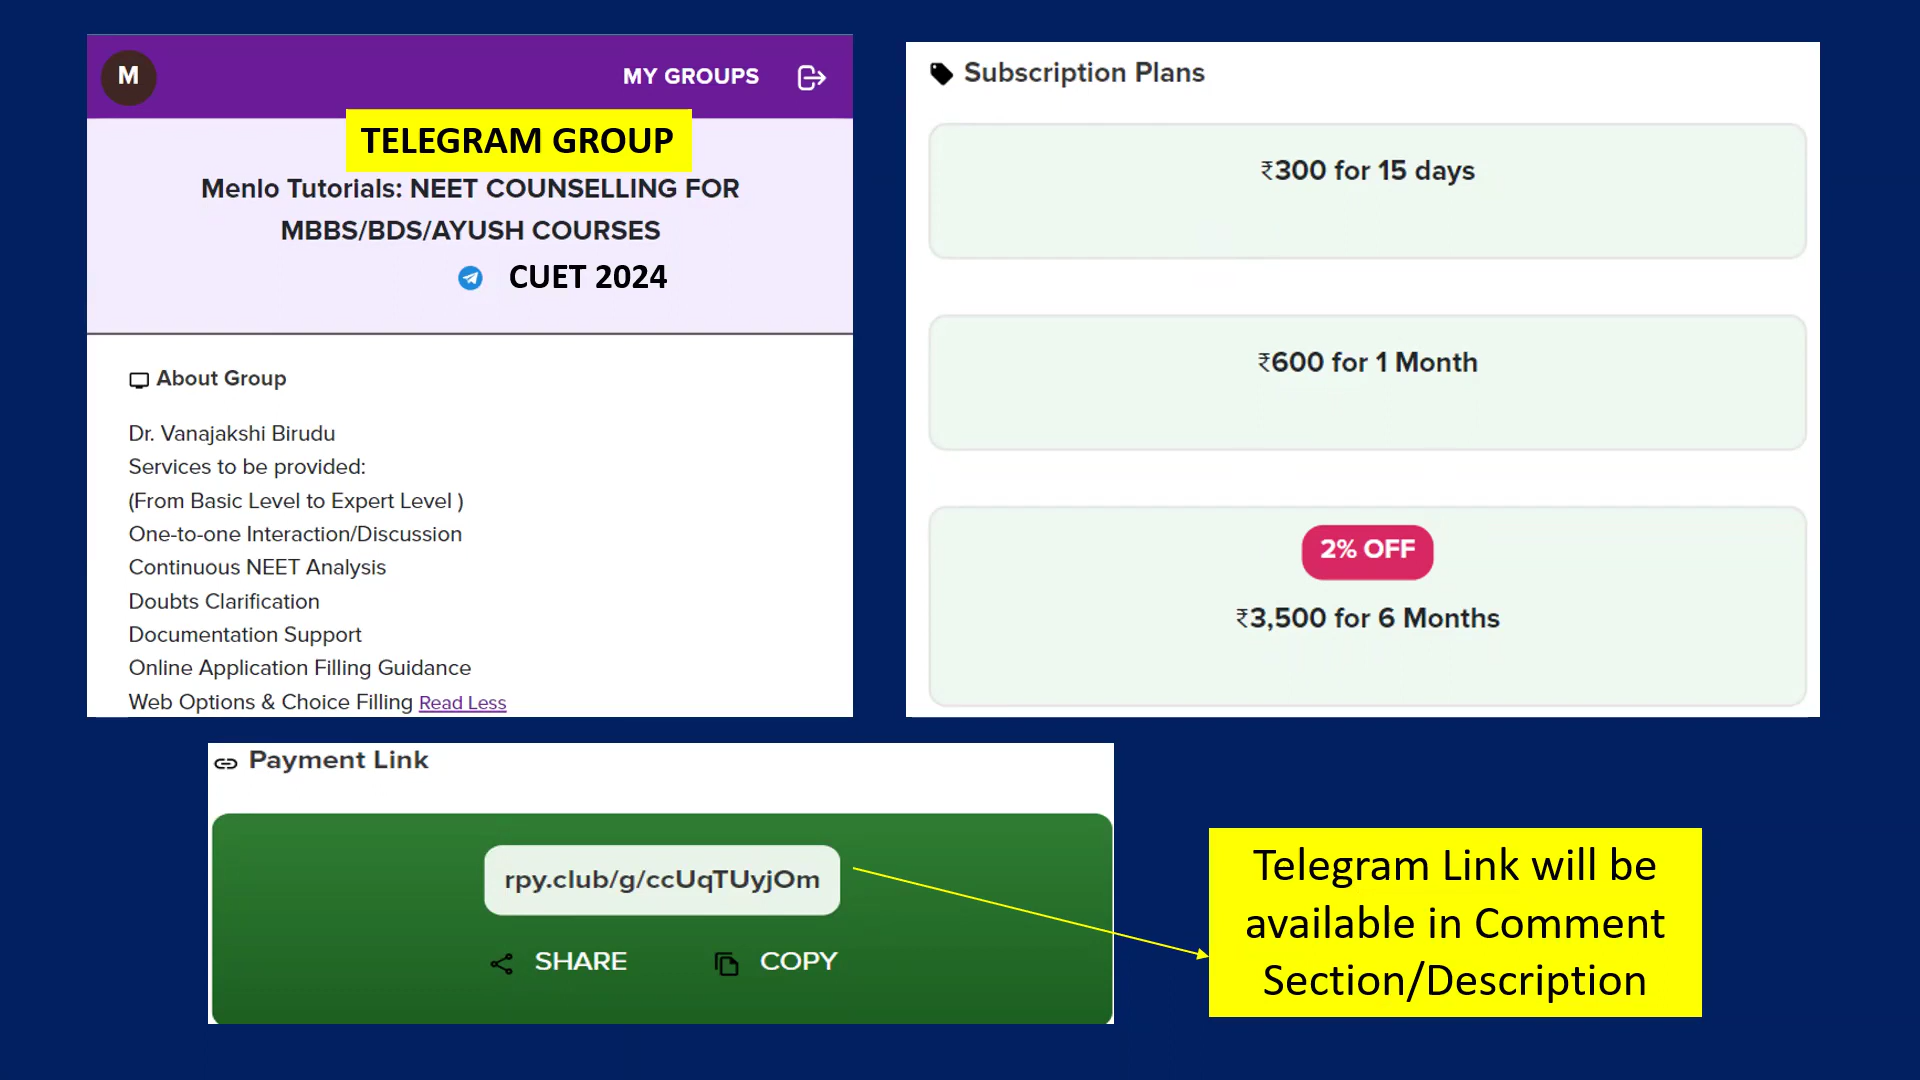 M
MY GROUPS
TELEGRAM GROUP
Menlo Tutorials: NEET COUNSELLING FOR
MBBS/BDS/AYUSH COURSES
CUET 2024
About Group
Dr. Vanajakshi Birudu
Services to be provided:
(From Basic Level to Expert Level )
One-to-one Interaction/Discussion
Continuous NEET Analysis
Doubts Clarification
Documentation Support
Online Application Filling Guidance
Web Options & Choice Filling Read Less
Subscription Plans
₹300 for 15 days
₹600 for 1 Month
2% OFF
₹3,500 for 6 Months
Payment Link
rpy.club/g/ccUqTUyjOm
SHARE COPY
Telegram Link will be
available in Comment
Section/Description